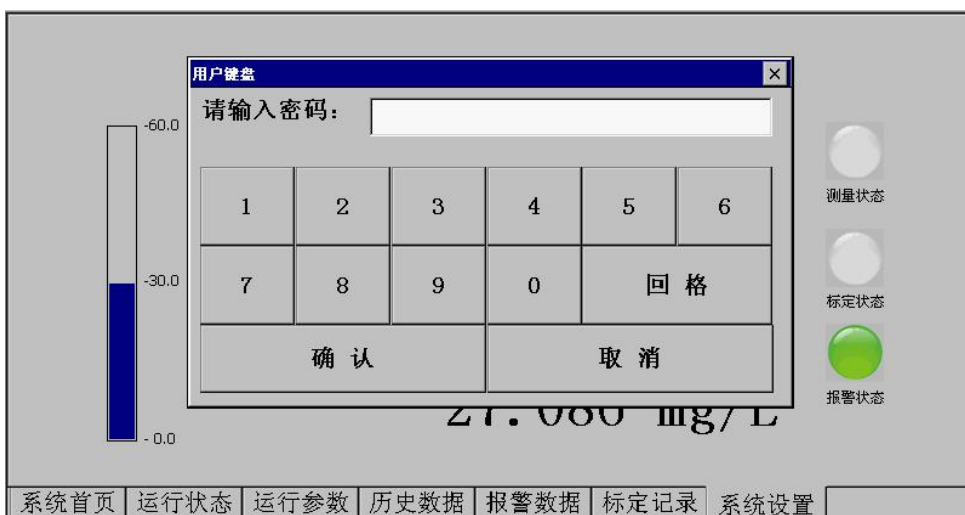 用户键盘
请输入密码：
-60.0
1 2 3 4 5 6
测量状态
-30.0
7 8 9 0 回 格
标定状态
确 认 取 消
报警状态
27.080 mg/L
- 0.0
系统首页 运行状态 运行参数 历史数据 报警数据 标定记录 系统设置